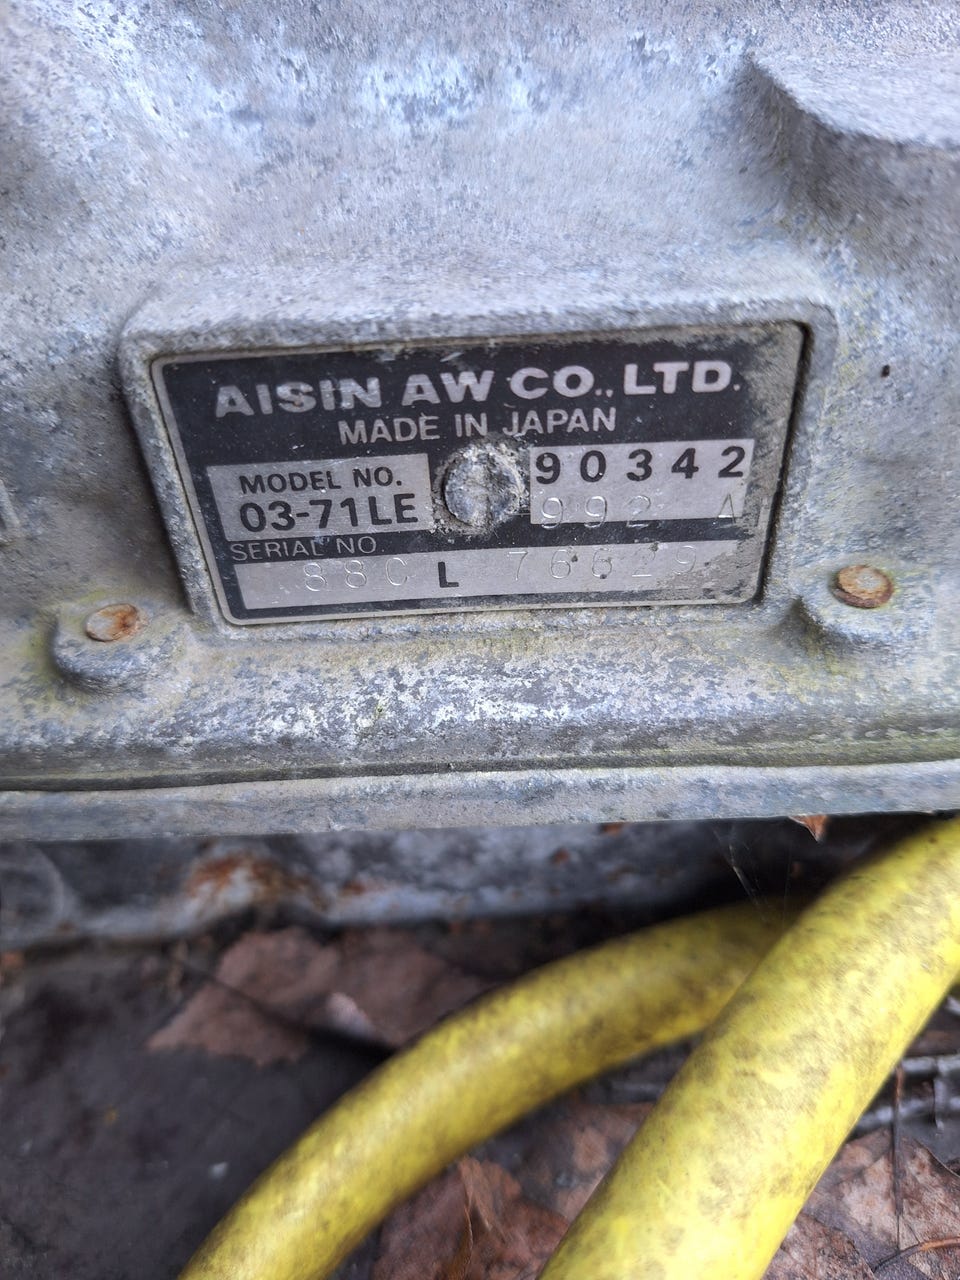 AISIN AW CO., LTD.
MADE IN JAPAN
MODEL NO. 90342
03-71LE 992 A
SERIAL NO
88C L 76629